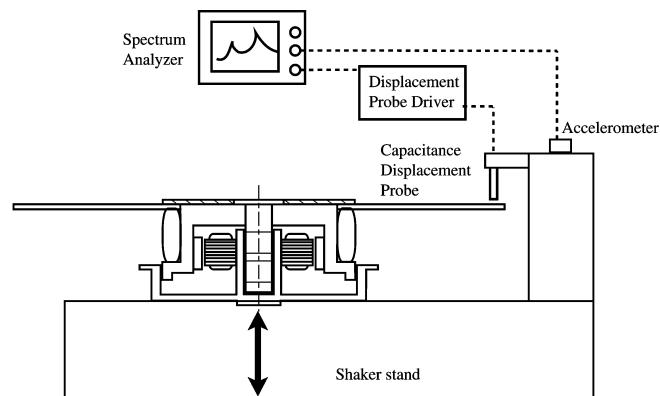 Spectrum
Analyzer
Displacement
Probe Driver
Accelerometer
Capacitance
Displacement
Probe
Shaker stand